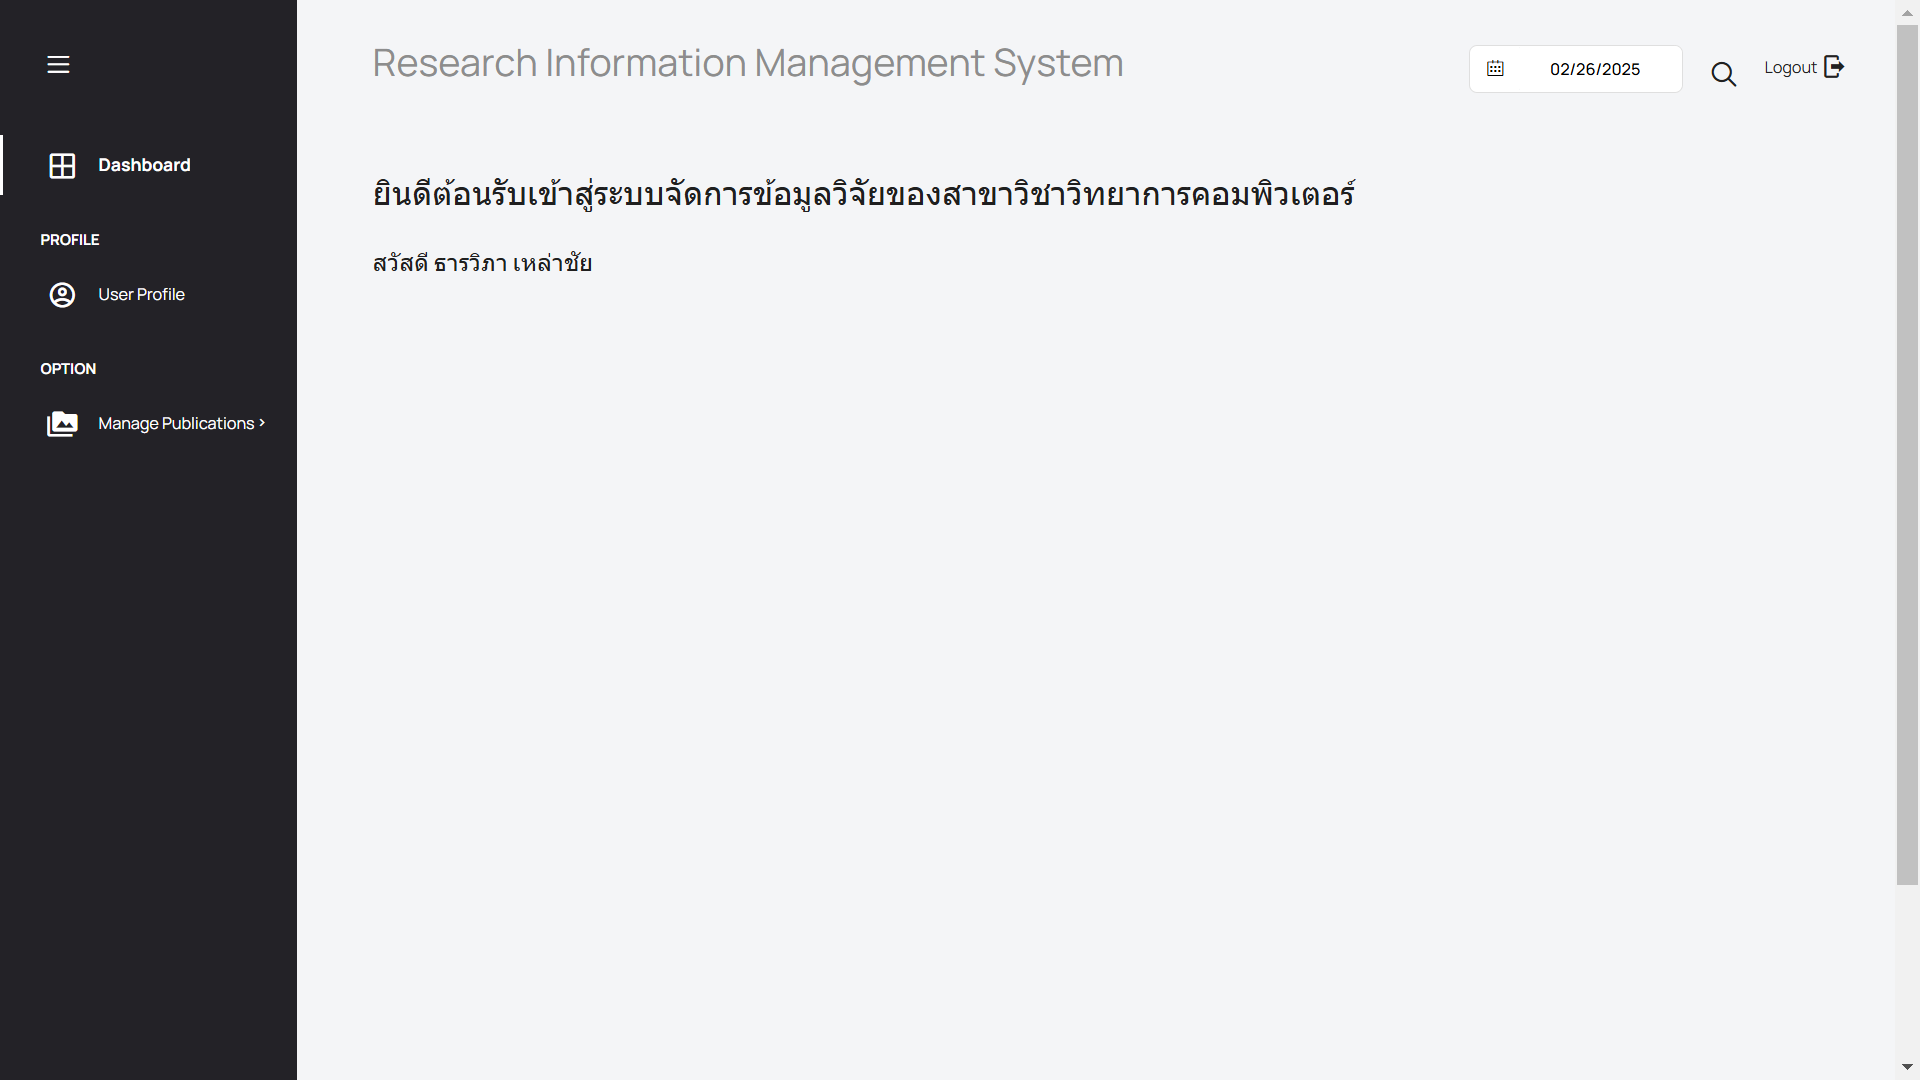 Research Information Management System
02/26/2025
Logout
Dashboard
PROFILE
User Profile
OPTION
Manage Publications >
ยินดีต้อนรับเข้าสู่ระบบจัดการข้อมูลวิจัยของสาขาวิชาวิทยาการคอมพิวเตอร์
สวัสดี ธารวิภา เหล่าชัย